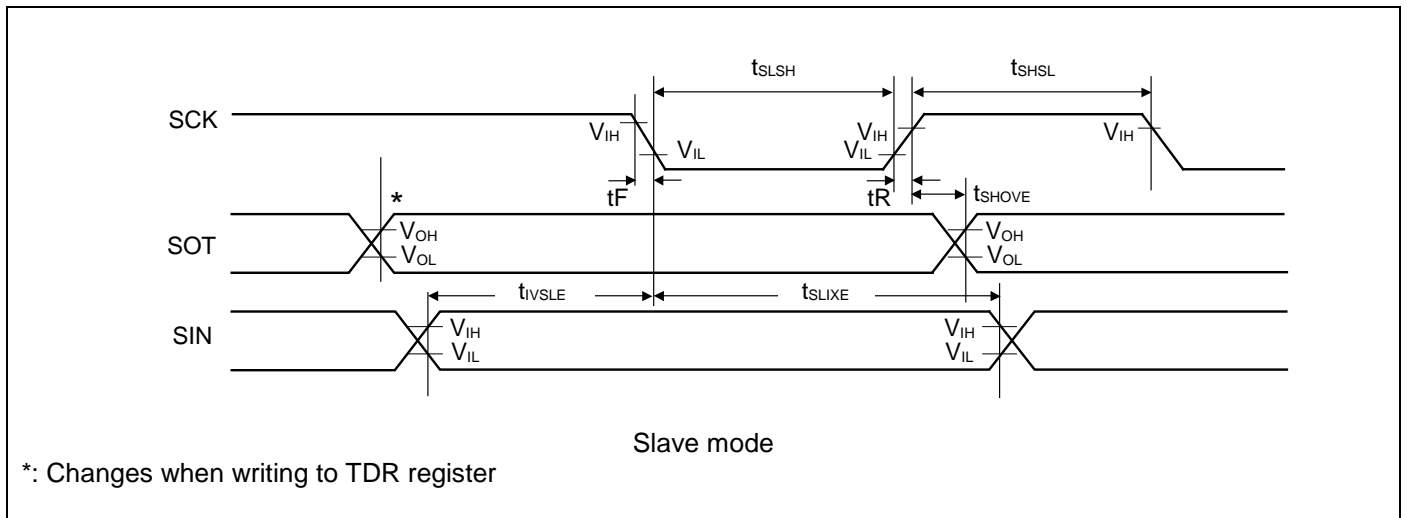 tSLSH tSHSL
SCK
VIH VIL VIL VIH VIH
tF tR tSHOVE
*
SOT
VOH VOH
VOL VOL
tIVSLE tSLIXE
SIN
VIH VIH
VIL VIL
Slave mode
*: Changes when writing to TDR register